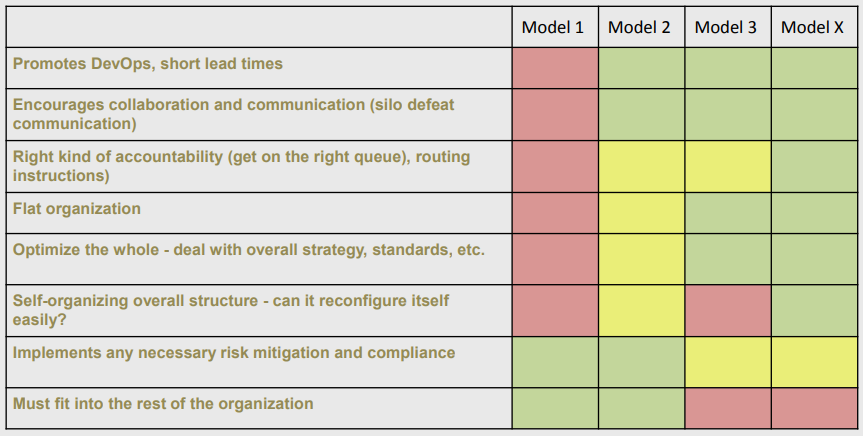 Model 1 Model 2 Model 3 Model X
Promotes DevOps, short lead times
Encourages collaboration and communication (silo defeat
communication)
Right kind of accountability (get on the right queue), routing
instructions)
Flat organization
Optimize the whole - deal with overall strategy, standards, etc.
Self-organizing overall structure - can it reconfigure itself
easily?
Implements any necessary risk mitigation and compliance
Must fit into the rest of the organization